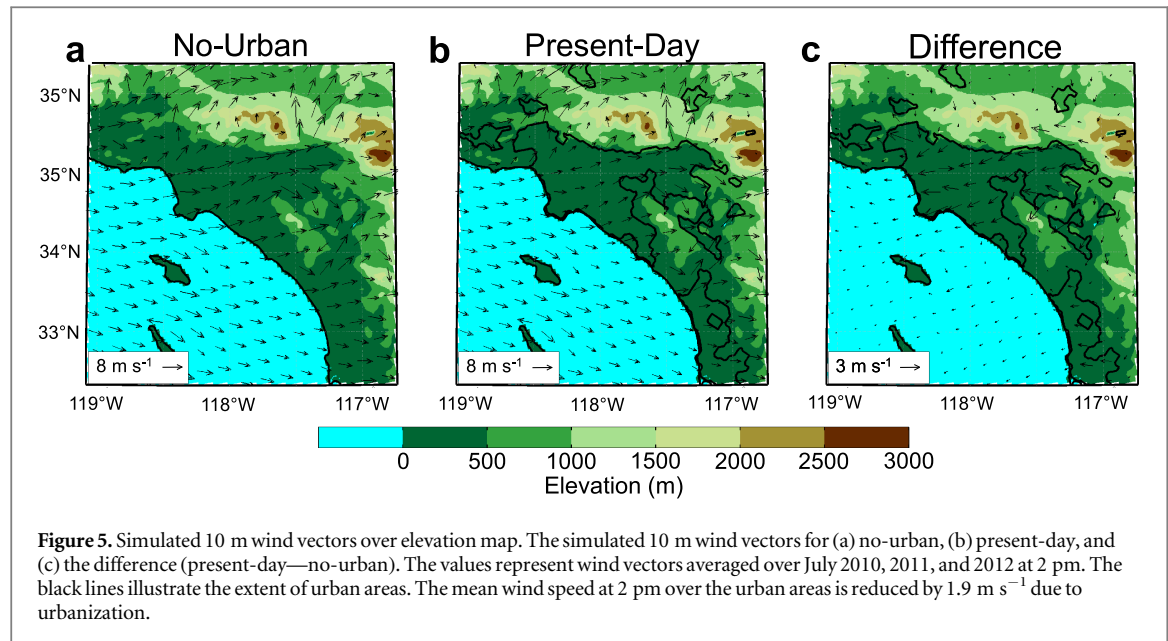 a No-Urban b Present-Day c Difference
35°N
35°N
34°N
33°N
8 m s⁻¹ 8 m s⁻¹ 3 m s⁻¹
119°W 118°W 117°W 119°W 118°W 117°W 119°W 118°W 117°W
0 500 1000 1500 2000 2500 3000
Elevation (m)
Figure 5. Simulated 10 m wind vectors over elevation map. The simulated 10 m wind vectors for (a) no-urban, (b) present-day, and
(c) the difference (present-day—no-urban). The values represent wind vectors averaged over July 2010, 2011, and 2012 at 2 pm. The
black lines illustrate the extent of urban areas. The mean wind speed at 2 pm over the urban areas is reduced by 1.9 m s⁻¹ due to
urbanization.